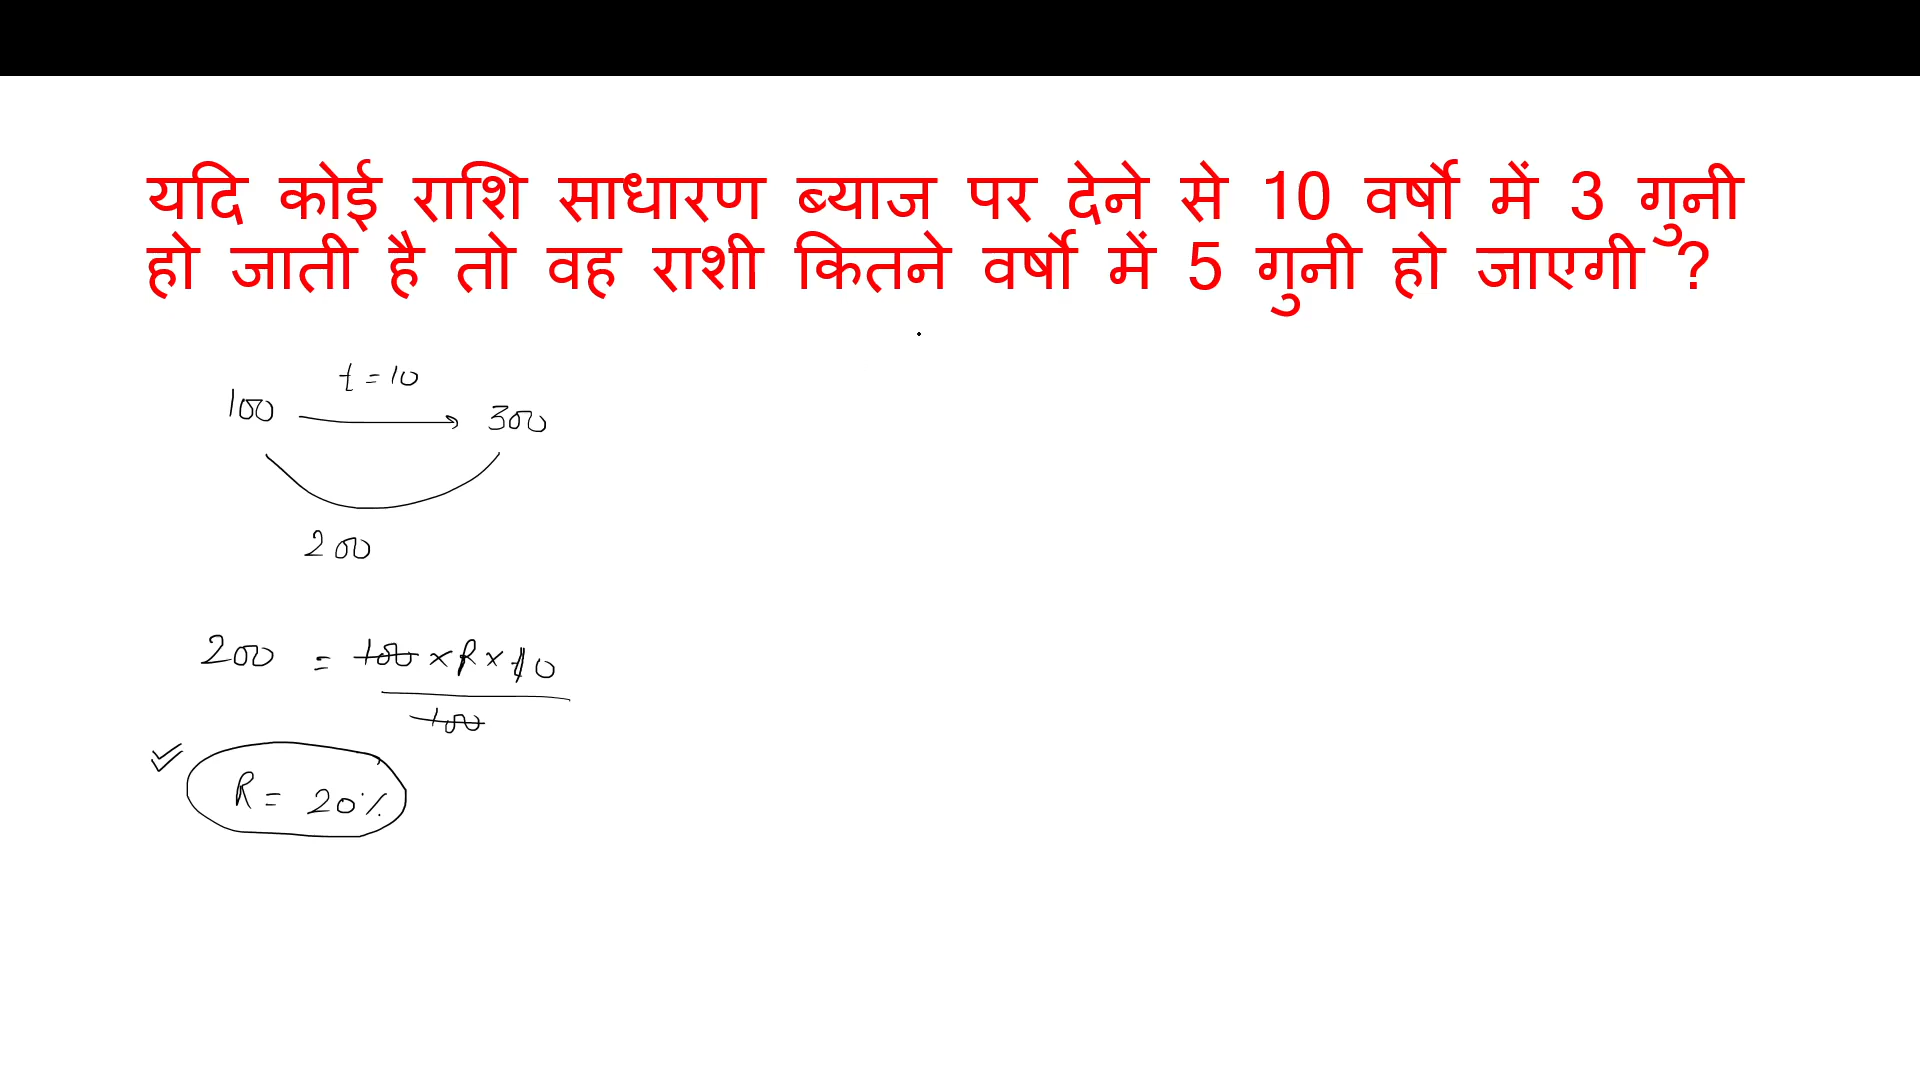 यदि कोई राशि साधारण ब्याज पर देने से 10 वर्षो में 3 गुनी
हो जाती है तो वह राशी कितने वर्षो में 5 गुनी हो जाएगी ?
t = 10
100 → 300
200
200 = 100 × R × 10
100
R = 20%